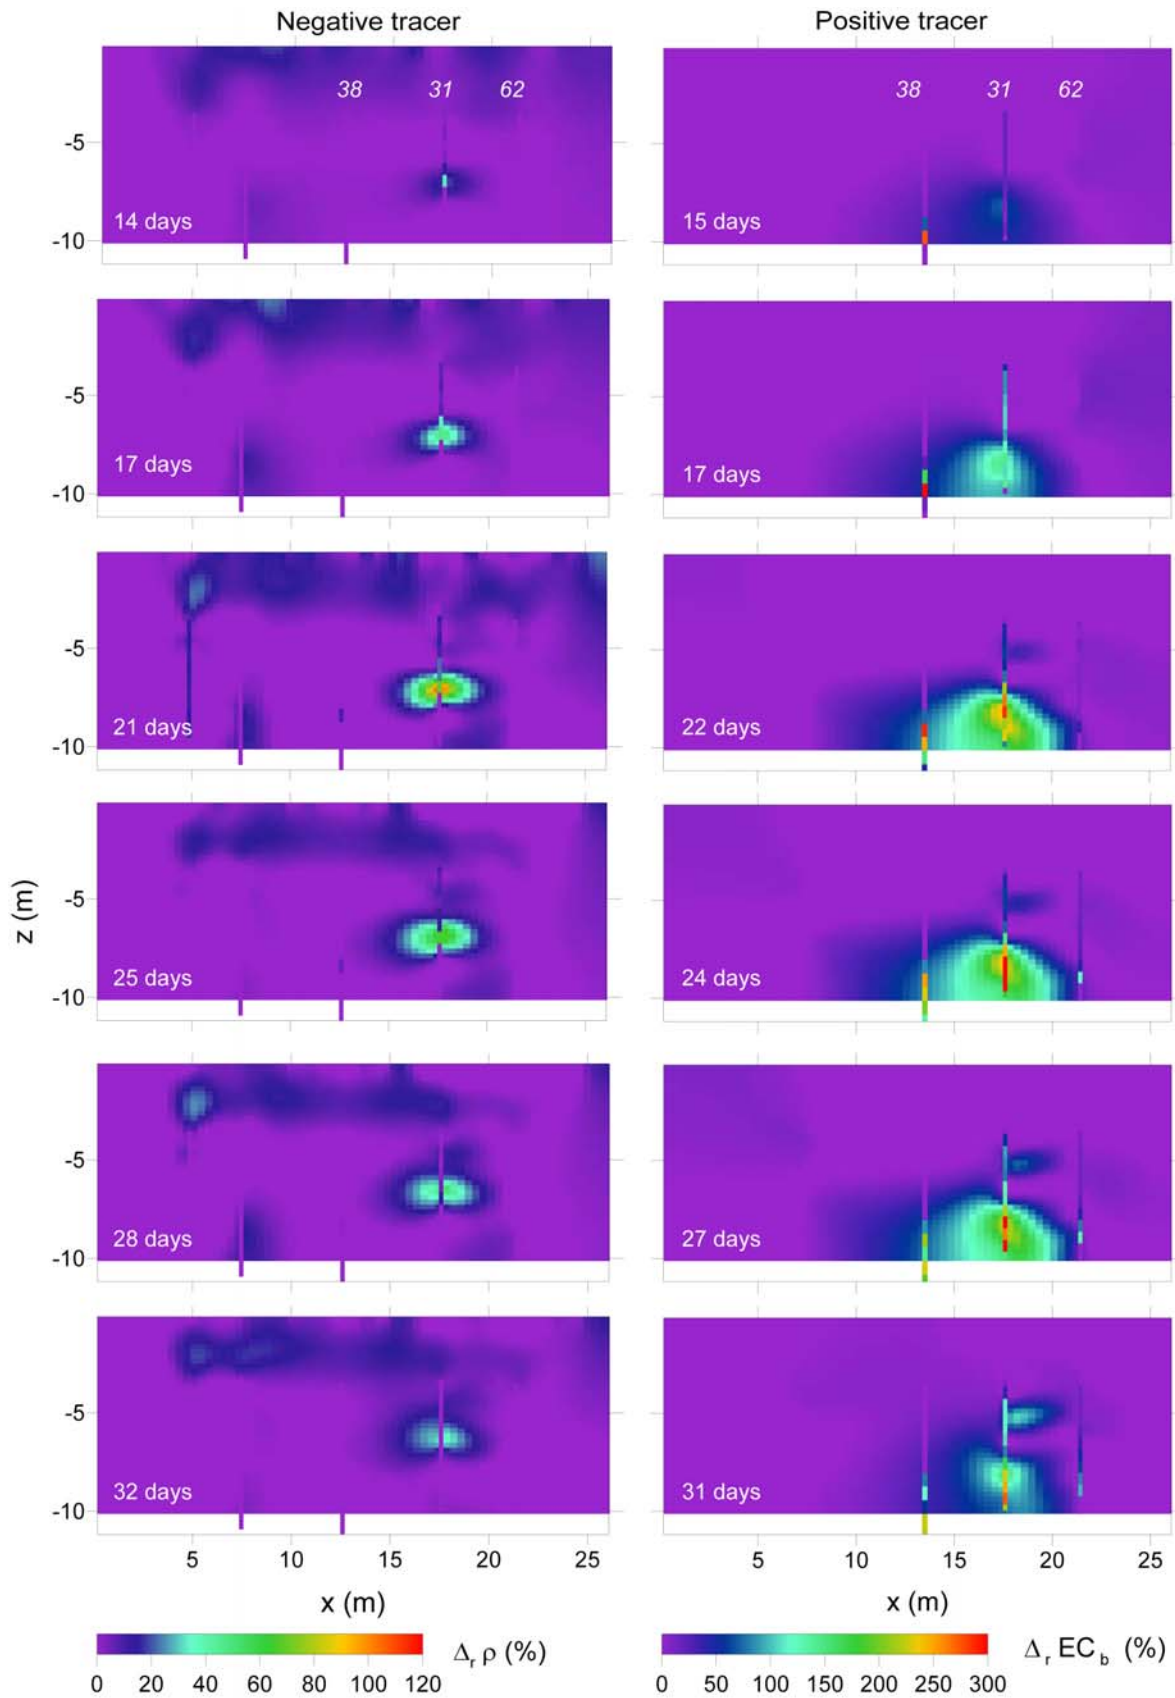 Negative tracer Positive tracer
38 31 62 38 31 62
-5
14 days 15 days
-10
-5
17 days 17 days
-10
-5
21 days 22 days
-10
-5
25 days 24 days
-10
-5
28 days 27 days
-10
-5
32 days 31 days
-10
z (m)
5 10 15 20 25 5 10 15 20 25
x (m) x (m)
Δr ρ (%) Δr ECb (%)
0 20 40 60 80 100 120 0 50 100 150 200 250 300